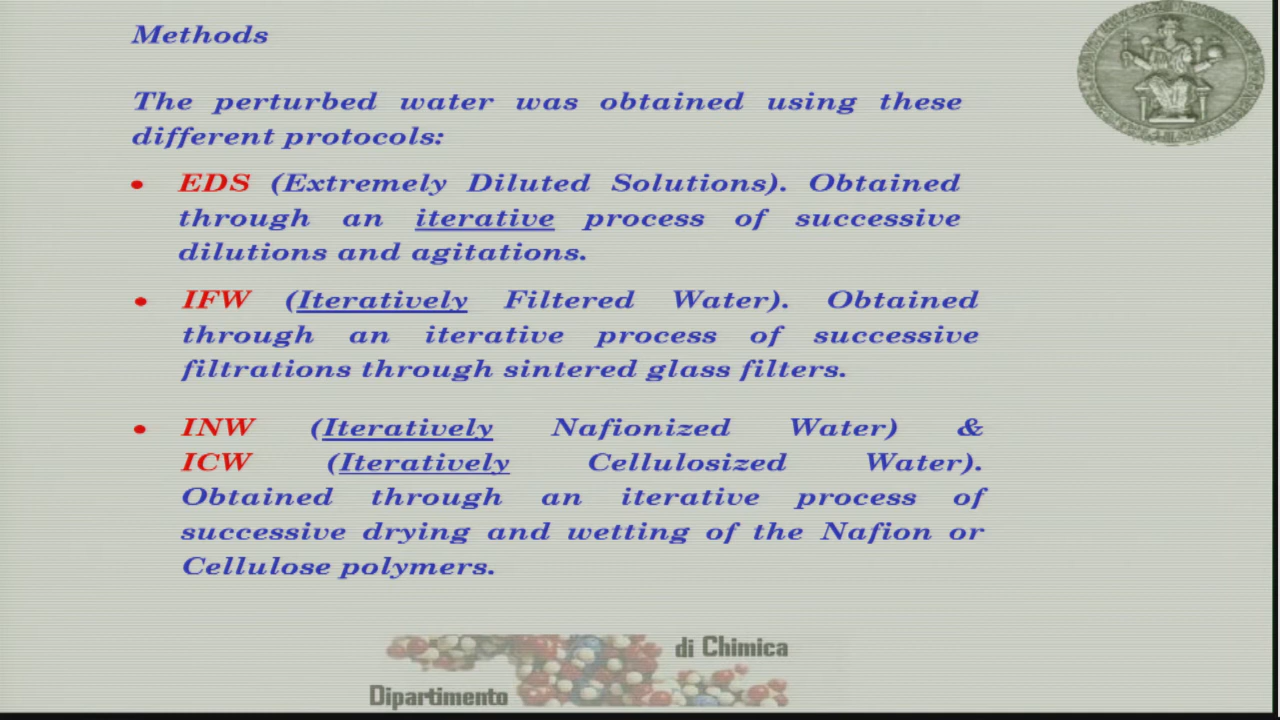 Methods
The perturbed water was obtained using these
different protocols:
• EDS (Extremely Diluted Solutions). Obtained
through an iterative process of successive
dilutions and agitations.
• IFW (Iteratively Filtered Water). Obtained
through an iterative process of successive
filtrations through sintered glass filters.
• INW (Iteratively Nafionized Water) &
ICW (Iteratively Cellulosized Water).
Obtained through an iterative process of
successive drying and wetting of the Nafion or
Cellulose polymers.
di Chimica
Dipartimento